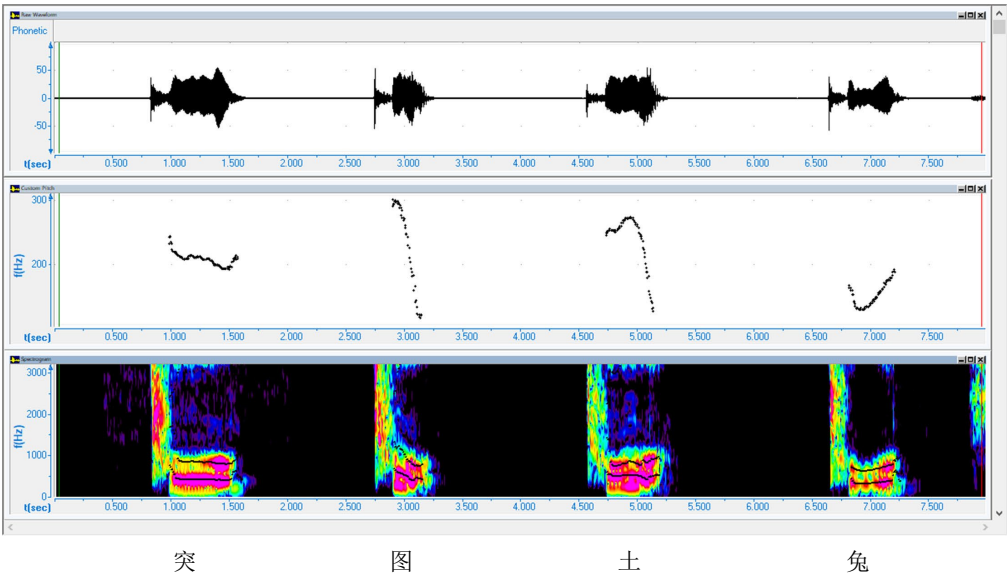 Raw Waveform
Phonetic
50
0
-50
t(sec) 0.500 1.000 1.500 2.000 2.500 3.000 3.500 4.000 4.500 5.000 5.500 6.000 6.500 7.000 7.500
Custom Pitch
300
200
f(Hz)
t(sec) 0.500 1.000 1.500 2.000 2.500 3.000 3.500 4.000 4.500 5.000 5.500 6.000 6.500 7.000 7.500
Spectrogram
3000
2000
1000
0
f(Hz)
t(sec) 0.500 1.000 1.500 2.000 2.500 3.000 3.500 4.000 4.500 5.000 5.500 6.000 6.500 7.000 7.500
突 图 土 兔